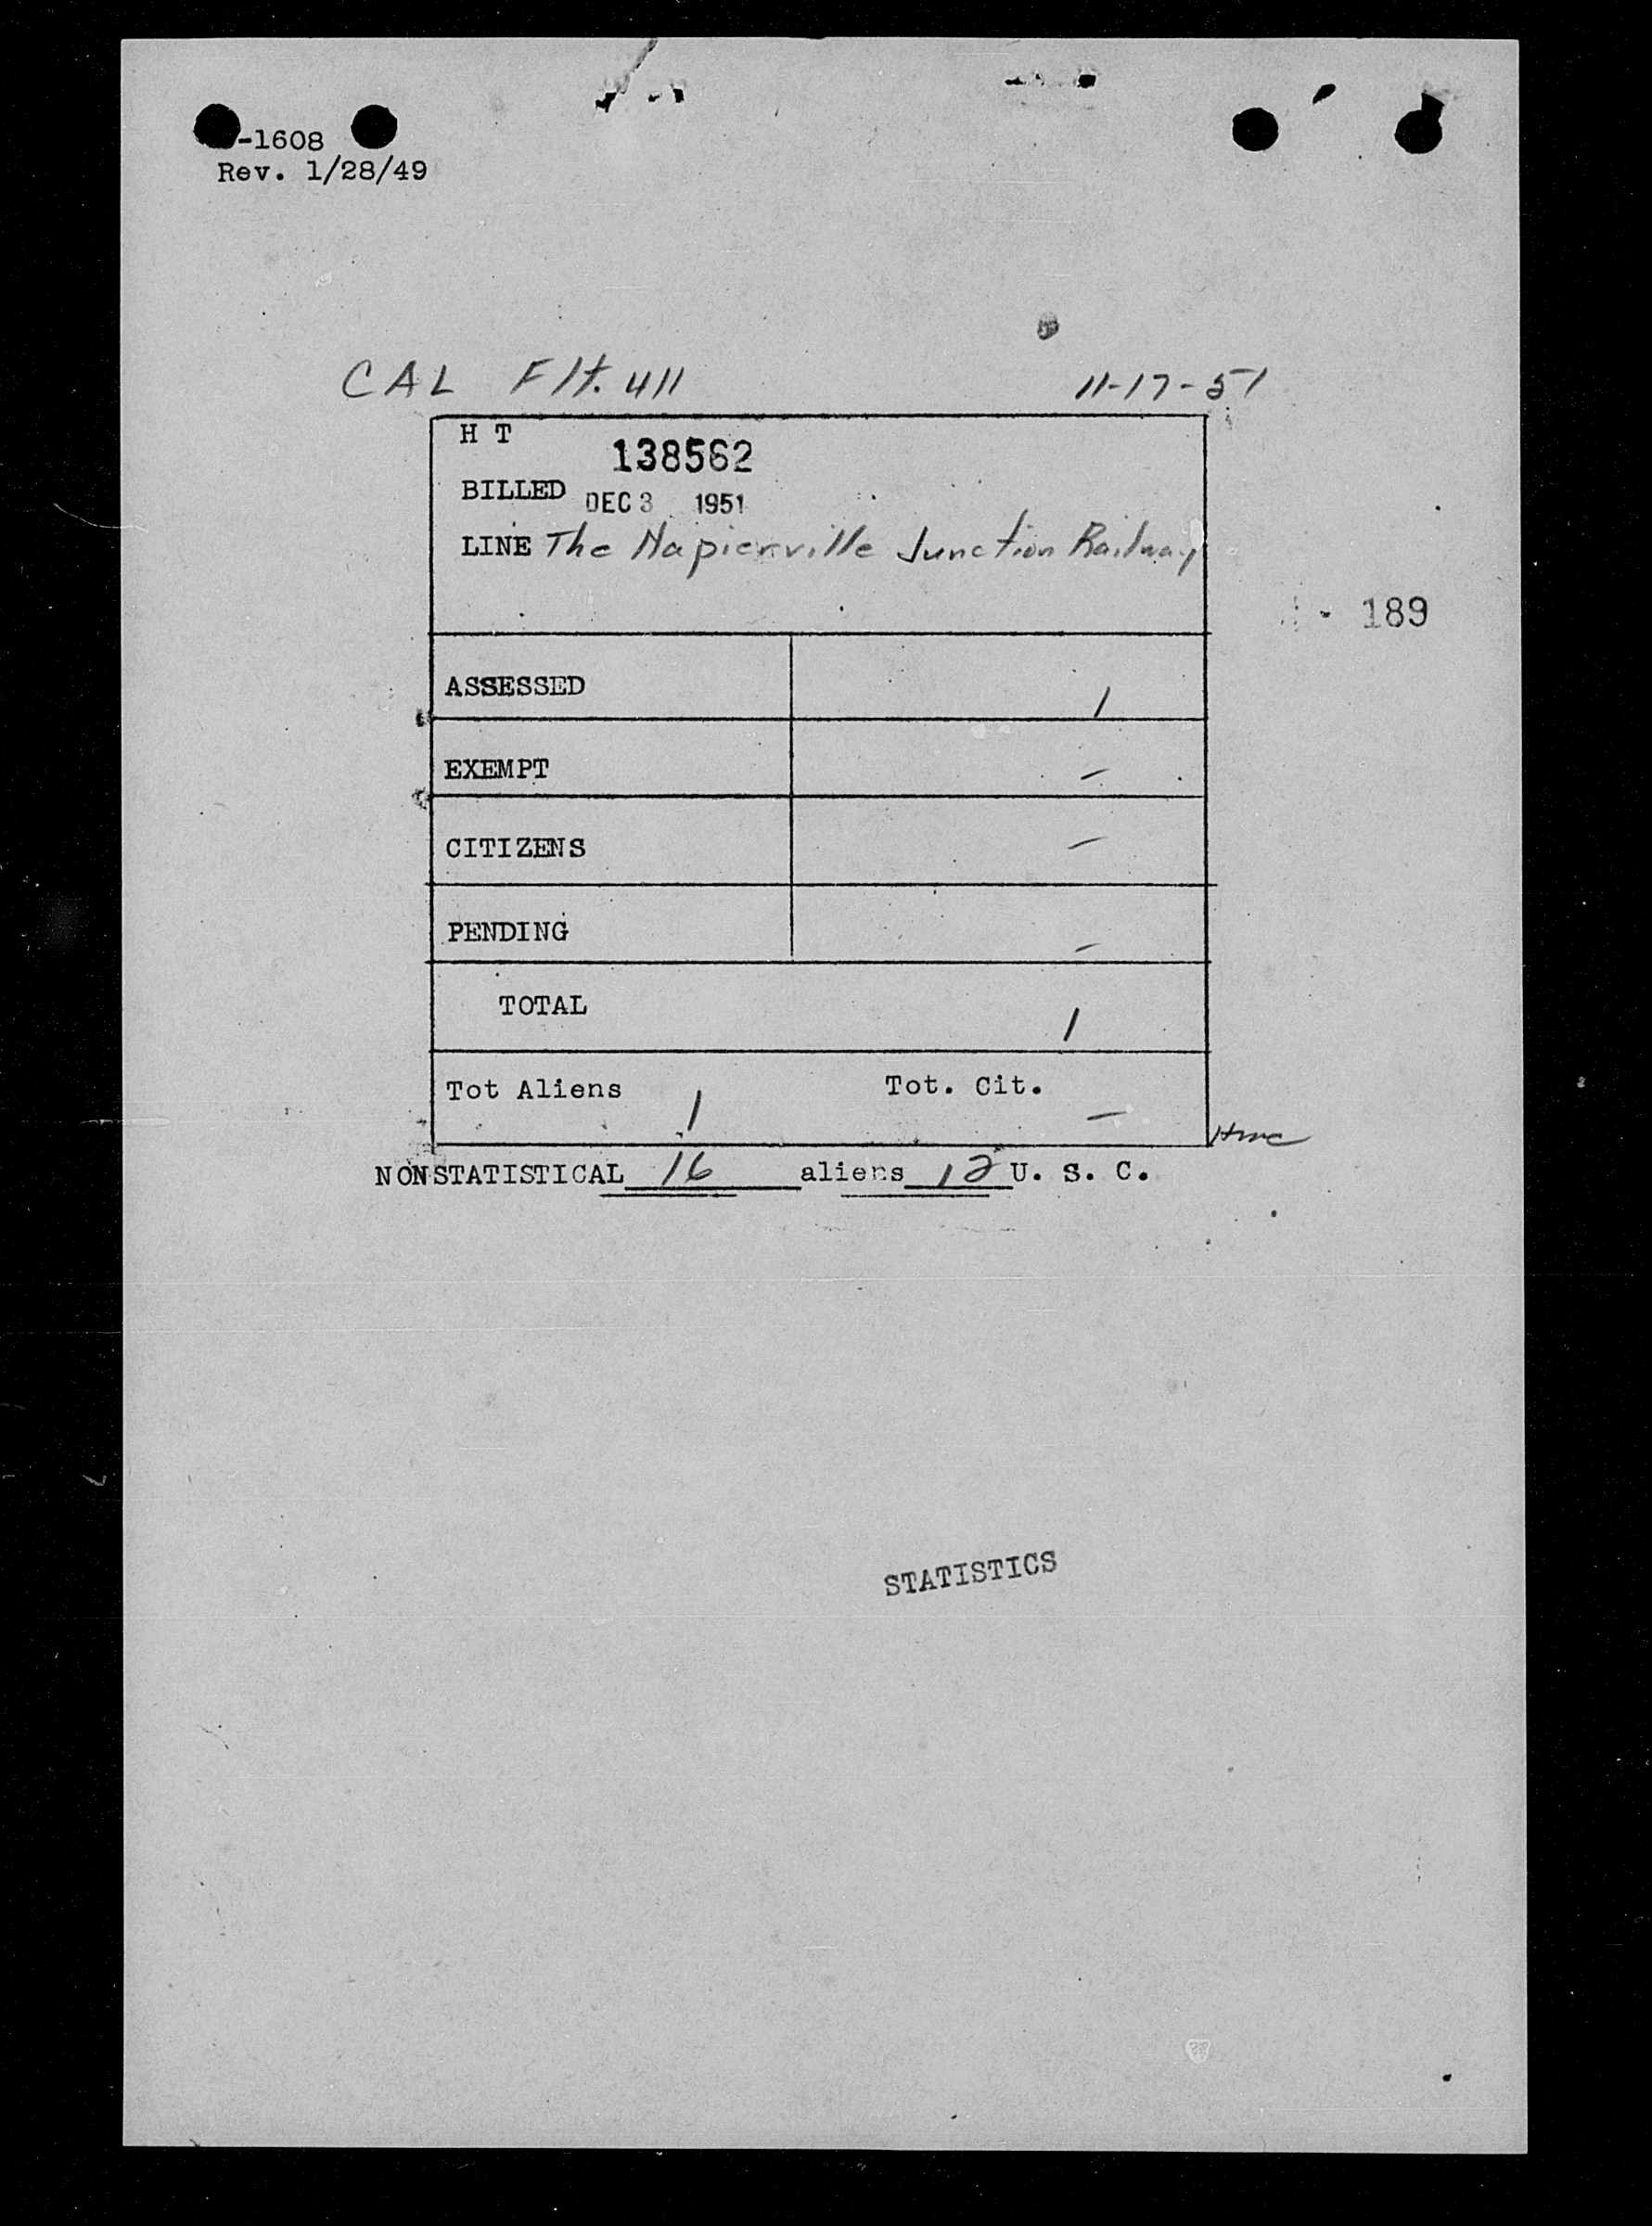 -1608
Rev. 1/28/49
CAL Flt. 411 11-17-51
H T
138562
BILLED DEC 3 1951
LINE The Napierville Junction Railway
- 189
ASSESSED 1
EXEMPT –
CITIZENS –
PENDING –
TOTAL 1
Tot Aliens 1 Tot. Cit. –
NONSTATISTICAL 16 aliens 12 U. S. C.
STATISTICS